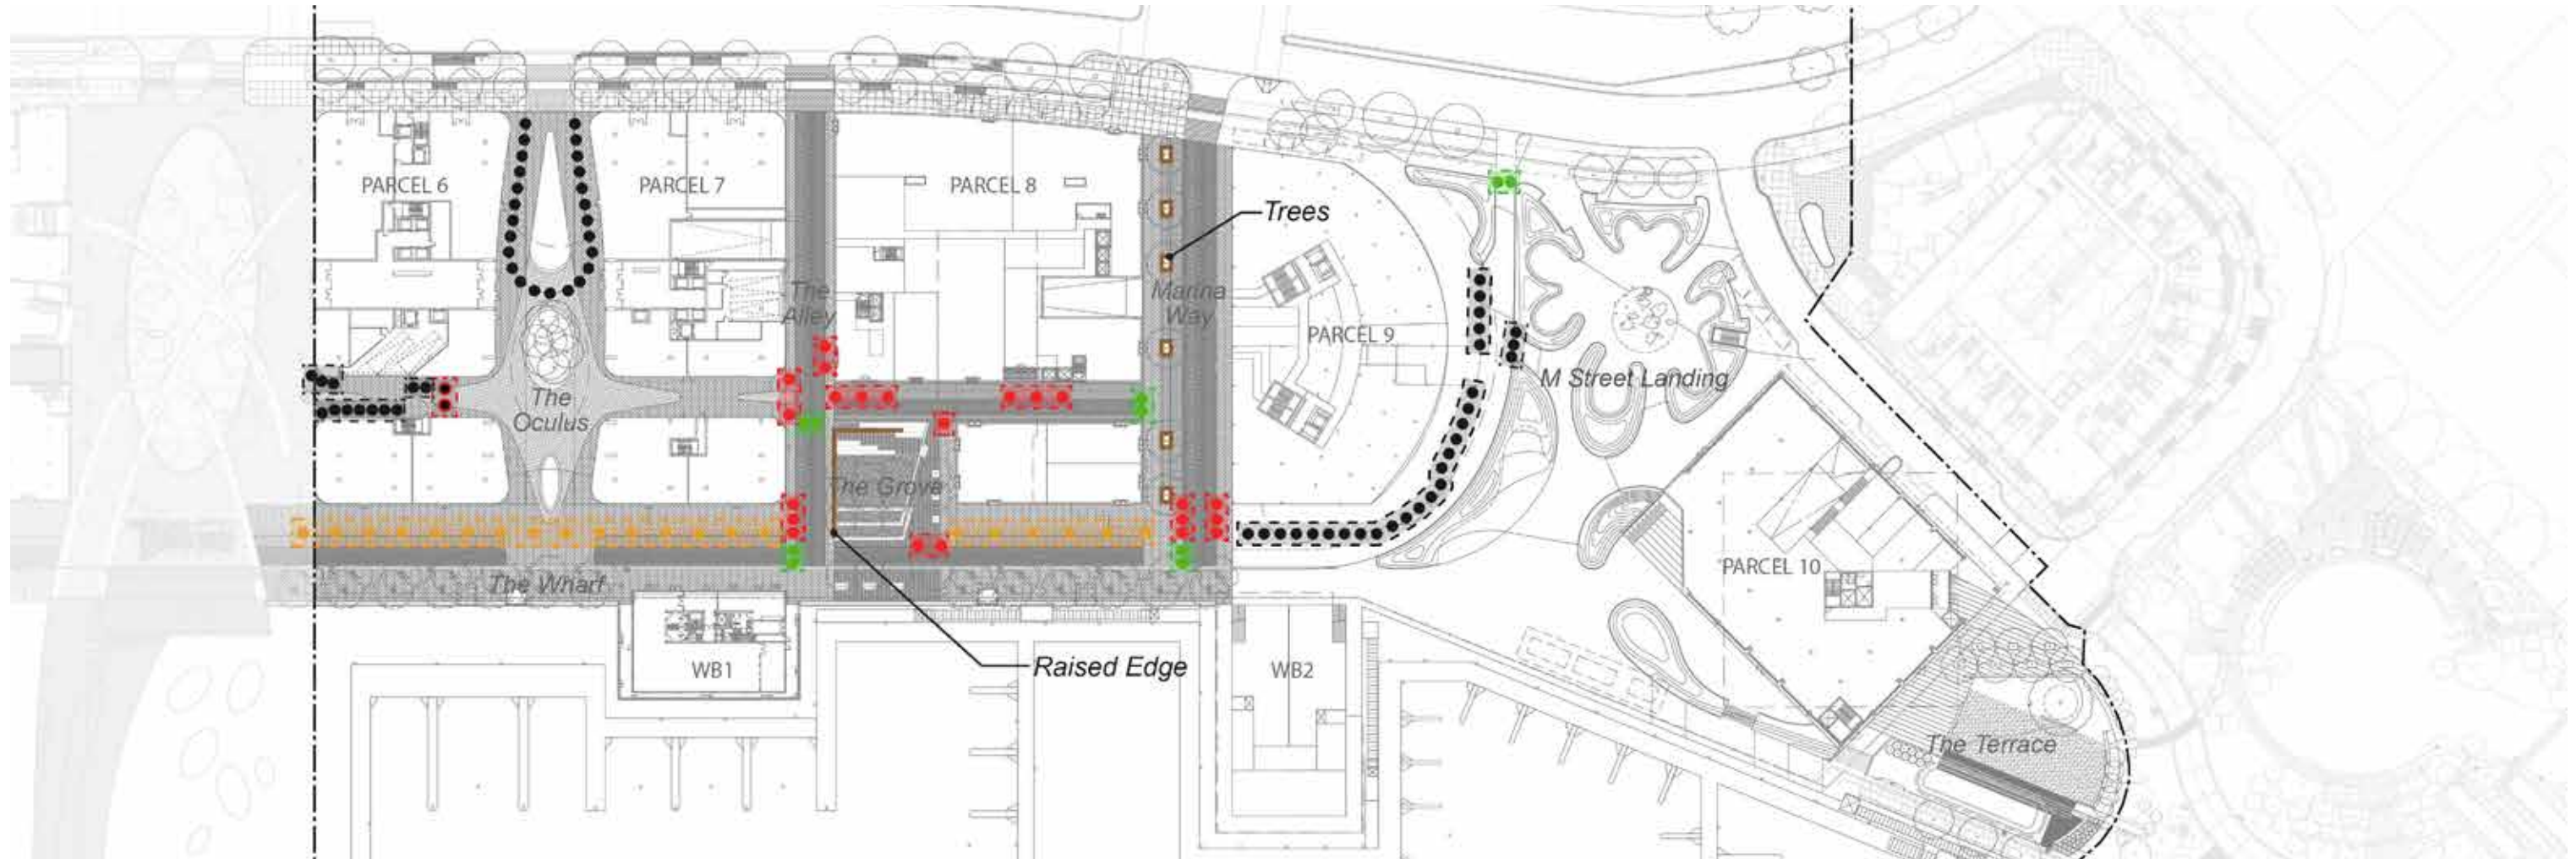 PARCEL 6
PARCEL 7
PARCEL 8
Trees
The
Alley
Marina
Way
PARCEL 9
M Street Landing
The
Oculus
The Grove
The Wharf
PARCEL 10
WB1
Raised Edge
WB2
The Terrace